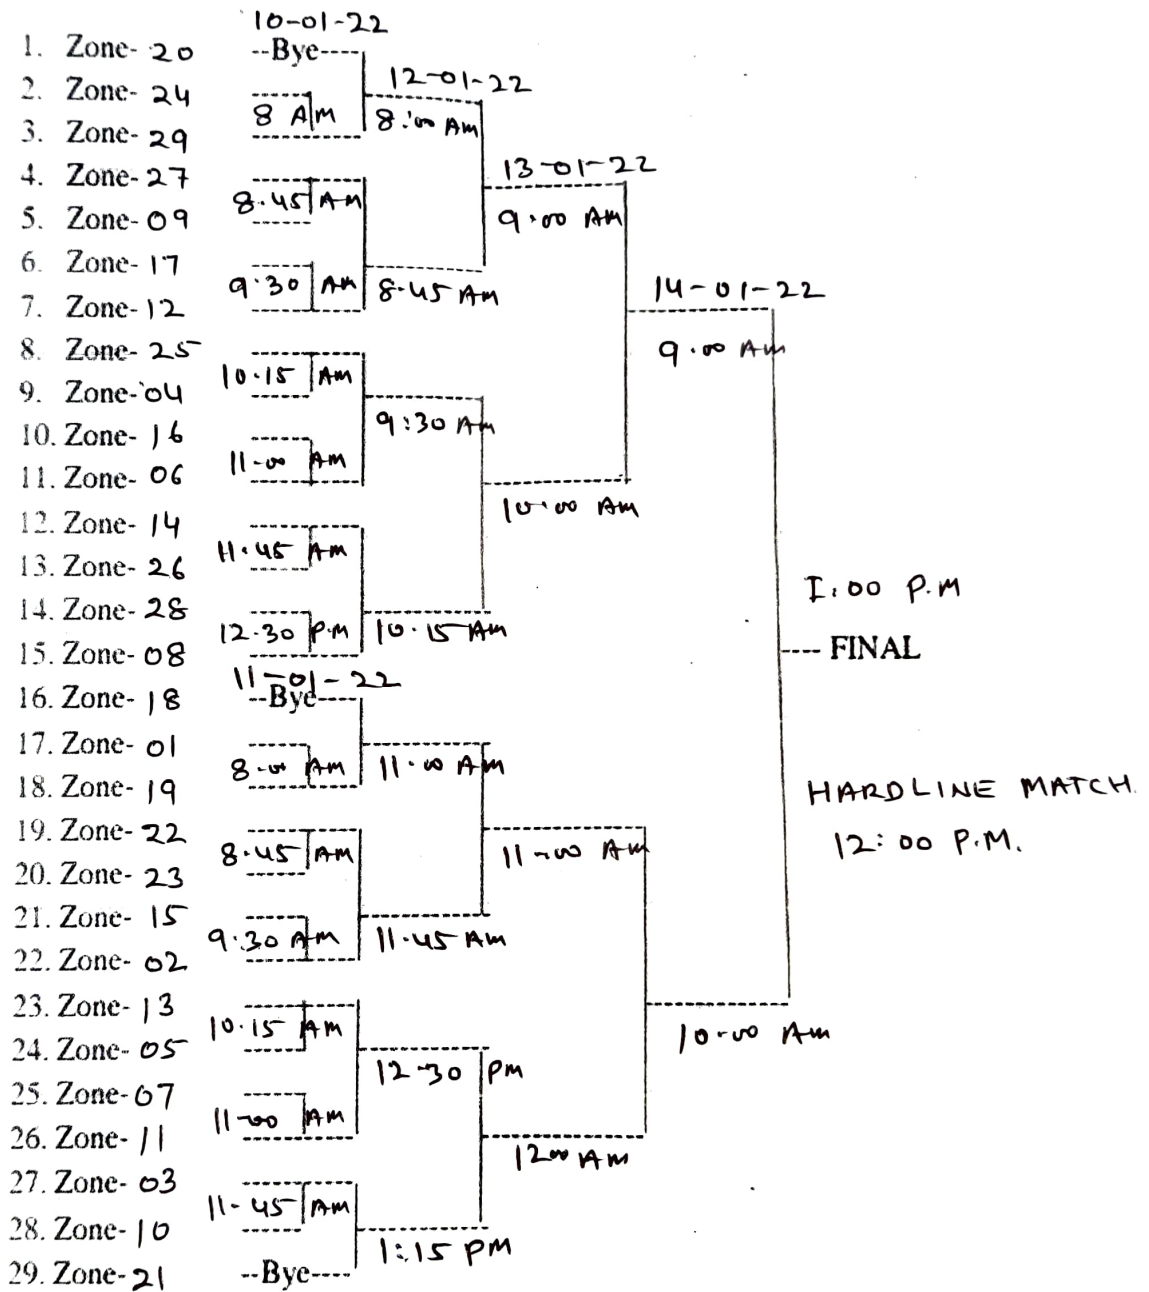 10-01-22
1. Zone- 20 --Bye----
12-01-22
2. Zone- 24
8 AM 8:00 AM
3. Zone- 29
13-01-22
4. Zone- 27
8.45 AM
5. Zone- 09 9.00 AM
6. Zone- 17
9.30 AM 8.45 AM 14-01-22
7. Zone- 12
8. Zone- 25 9.00 AM
10.15 AM
9. Zone- 04
9:30 AM
10. Zone- 16
11-00 AM
11. Zone- 06
10.00 AM
12. Zone- 14
11.45 AM
13. Zone- 26
I.00 P.M
14. Zone- 28
12.30 P.M 10.15 AM
15. Zone- 08 ---- FINAL
11-01-22
16. Zone- 18 --Bye
17. Zone- 01
8-00 AM 11.00 AM
18. Zone- 19 HARDLINE MATCH.
19. Zone- 22
8.45 AM 11-00 AM 12:00 P.M.
20. Zone- 23
21. Zone- 15
9:30 AM 11.45 AM
22. Zone- 02
23. Zone- 13
10.15 AM 10-00 AM
24. Zone- 05
12-30 PM
25. Zone- 07
11-00 AM
26. Zone- 11
1200 AM
27. Zone- 03
11-45 AM
28. Zone- 10
1:15 PM
29. Zone- 21 --Bye----